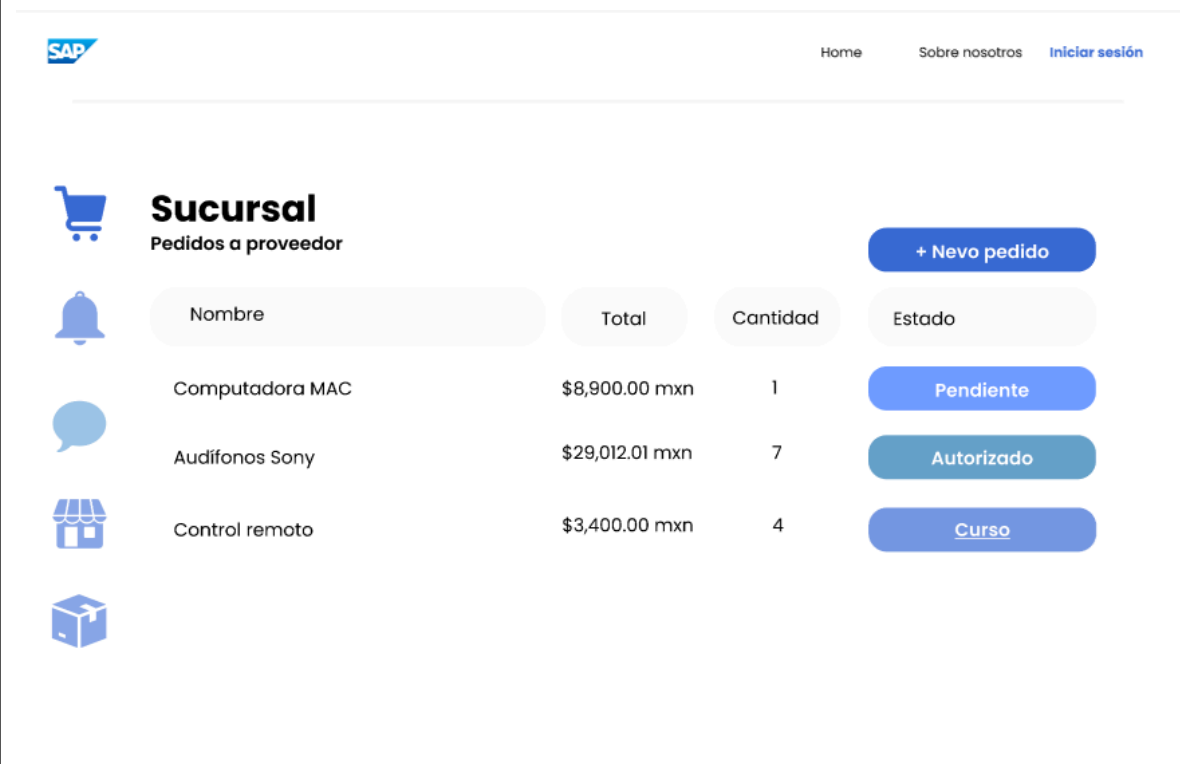 SAP
Home Sobre nosotros Iniciar sesión
Sucursal
Pedidos a proveedor
+ Nevo pedido
Nombre Total Cantidad Estado
Computadora MAC $8,900.00 mxn 1 Pendiente
Audífonos Sony $29,012.01 mxn 7 Autorizado
Control remoto $3,400.00 mxn 4 Curso